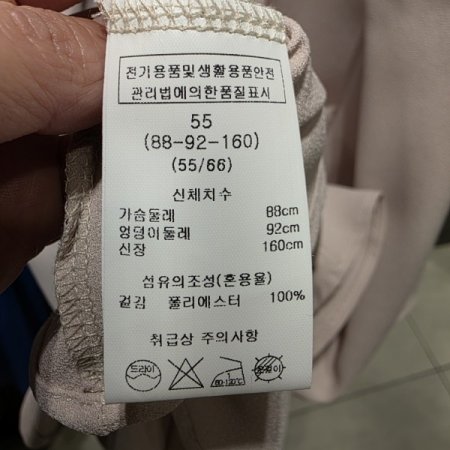 전기용품및생활용품안전
관리법에의한품질표시
55
(88-92-160)
(55/66)
신체치수
가슴둘레 88cm
엉덩이둘레 92cm
신장 160cm
섬유의조성(혼용율)
겉감 폴리에스터 100%
취급상 주의사항
드라이